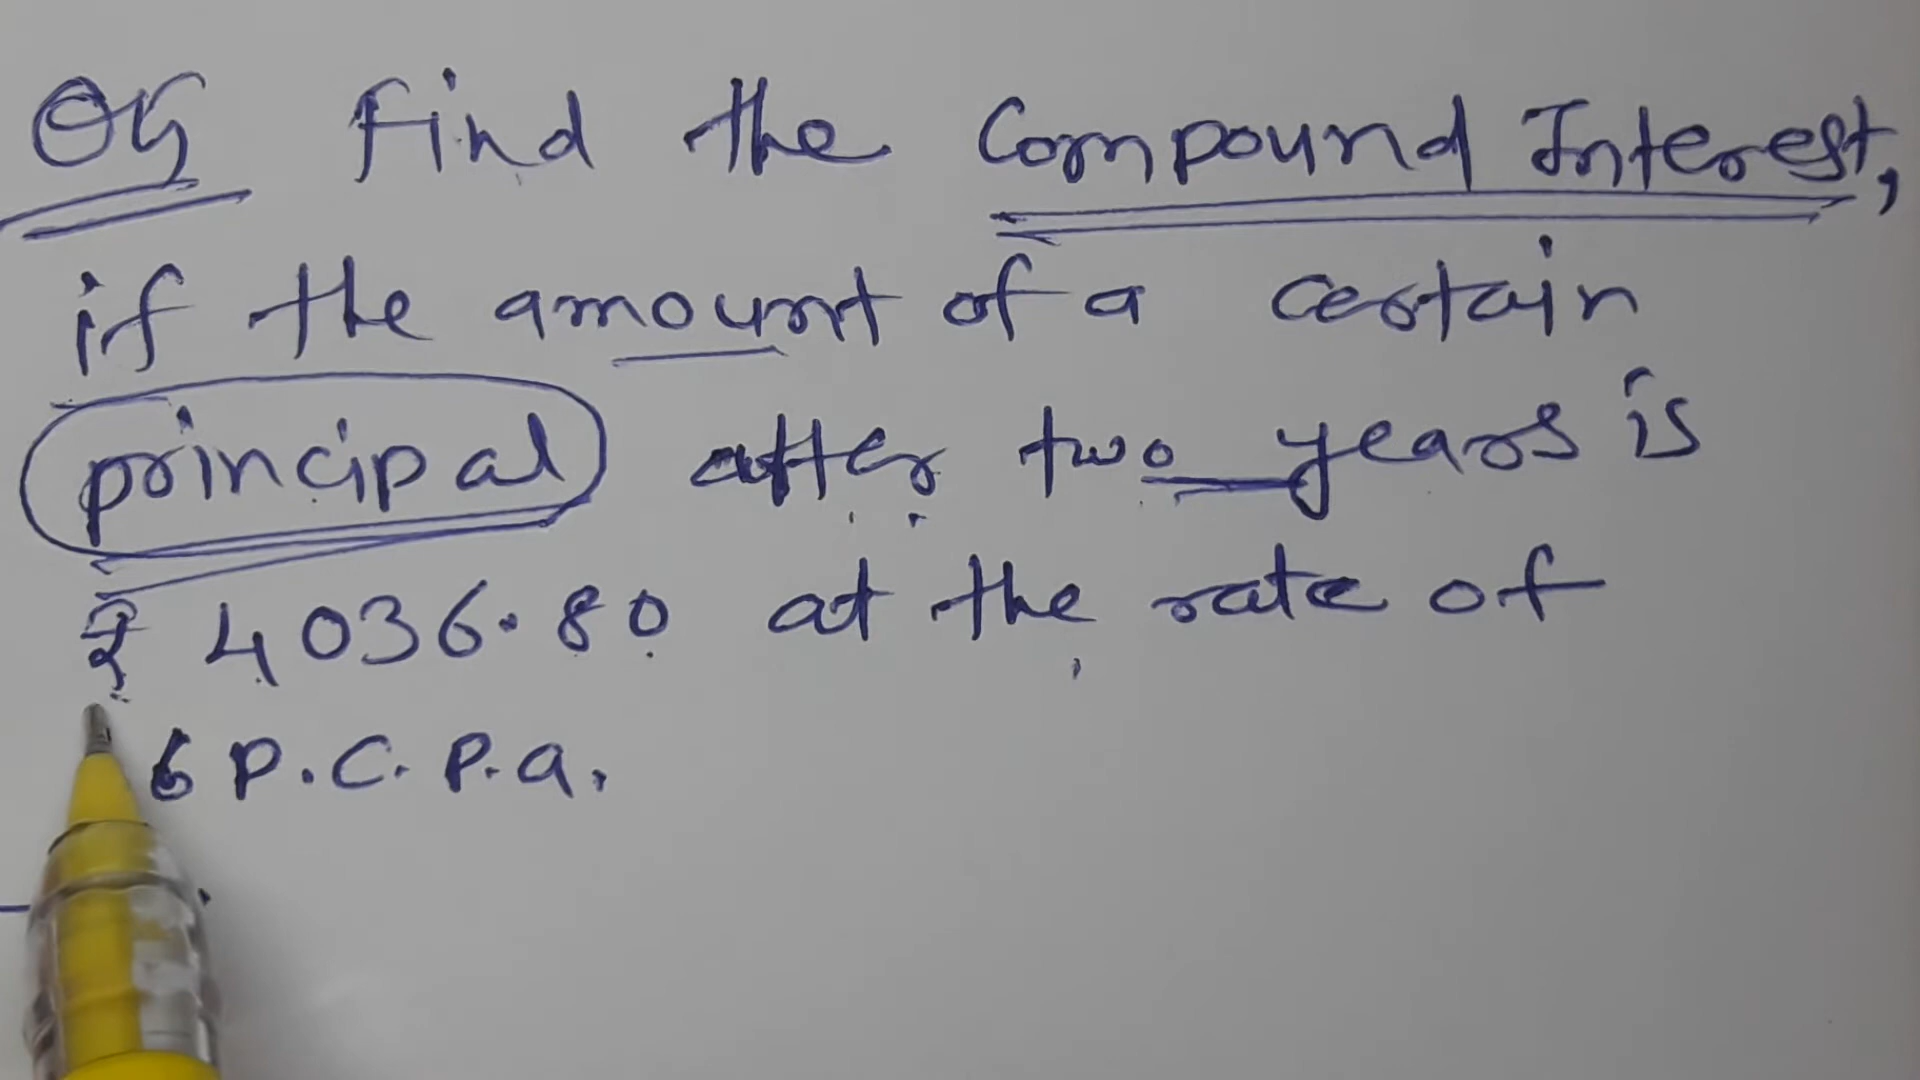 Q5 Find the Compound Interest,
if the amount of a certain
principal after two years is
₹ 4036.80 at the rate of
6 p.c.p.a.